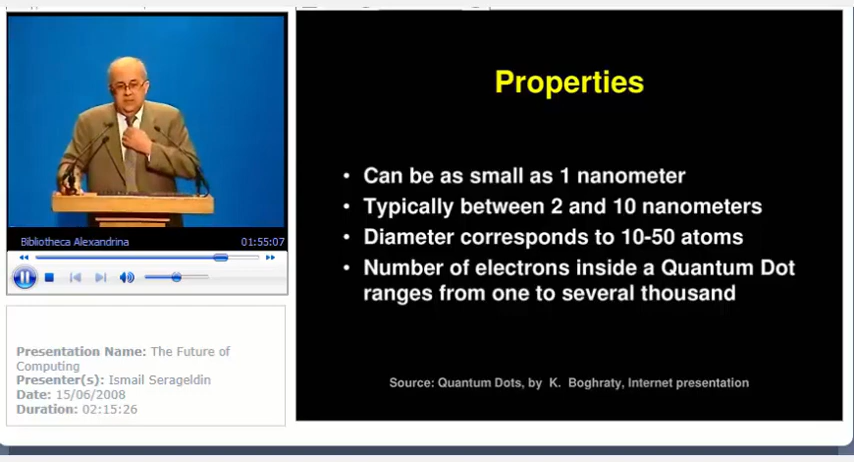 Bibliotheca Alexandrina 01:55:07
Presentation Name: The Future of
Computing
Presenter(s): Ismail Serageldin
Date: 15/06/2008
Duration: 02:15:26
Properties
• Can be as small as 1 nanometer
• Typically between 2 and 10 nanometers
• Diameter corresponds to 10-50 atoms
• Number of electrons inside a Quantum Dot
ranges from one to several thousand
Source: Quantum Dots, by K. Boghraty, Internet presentation